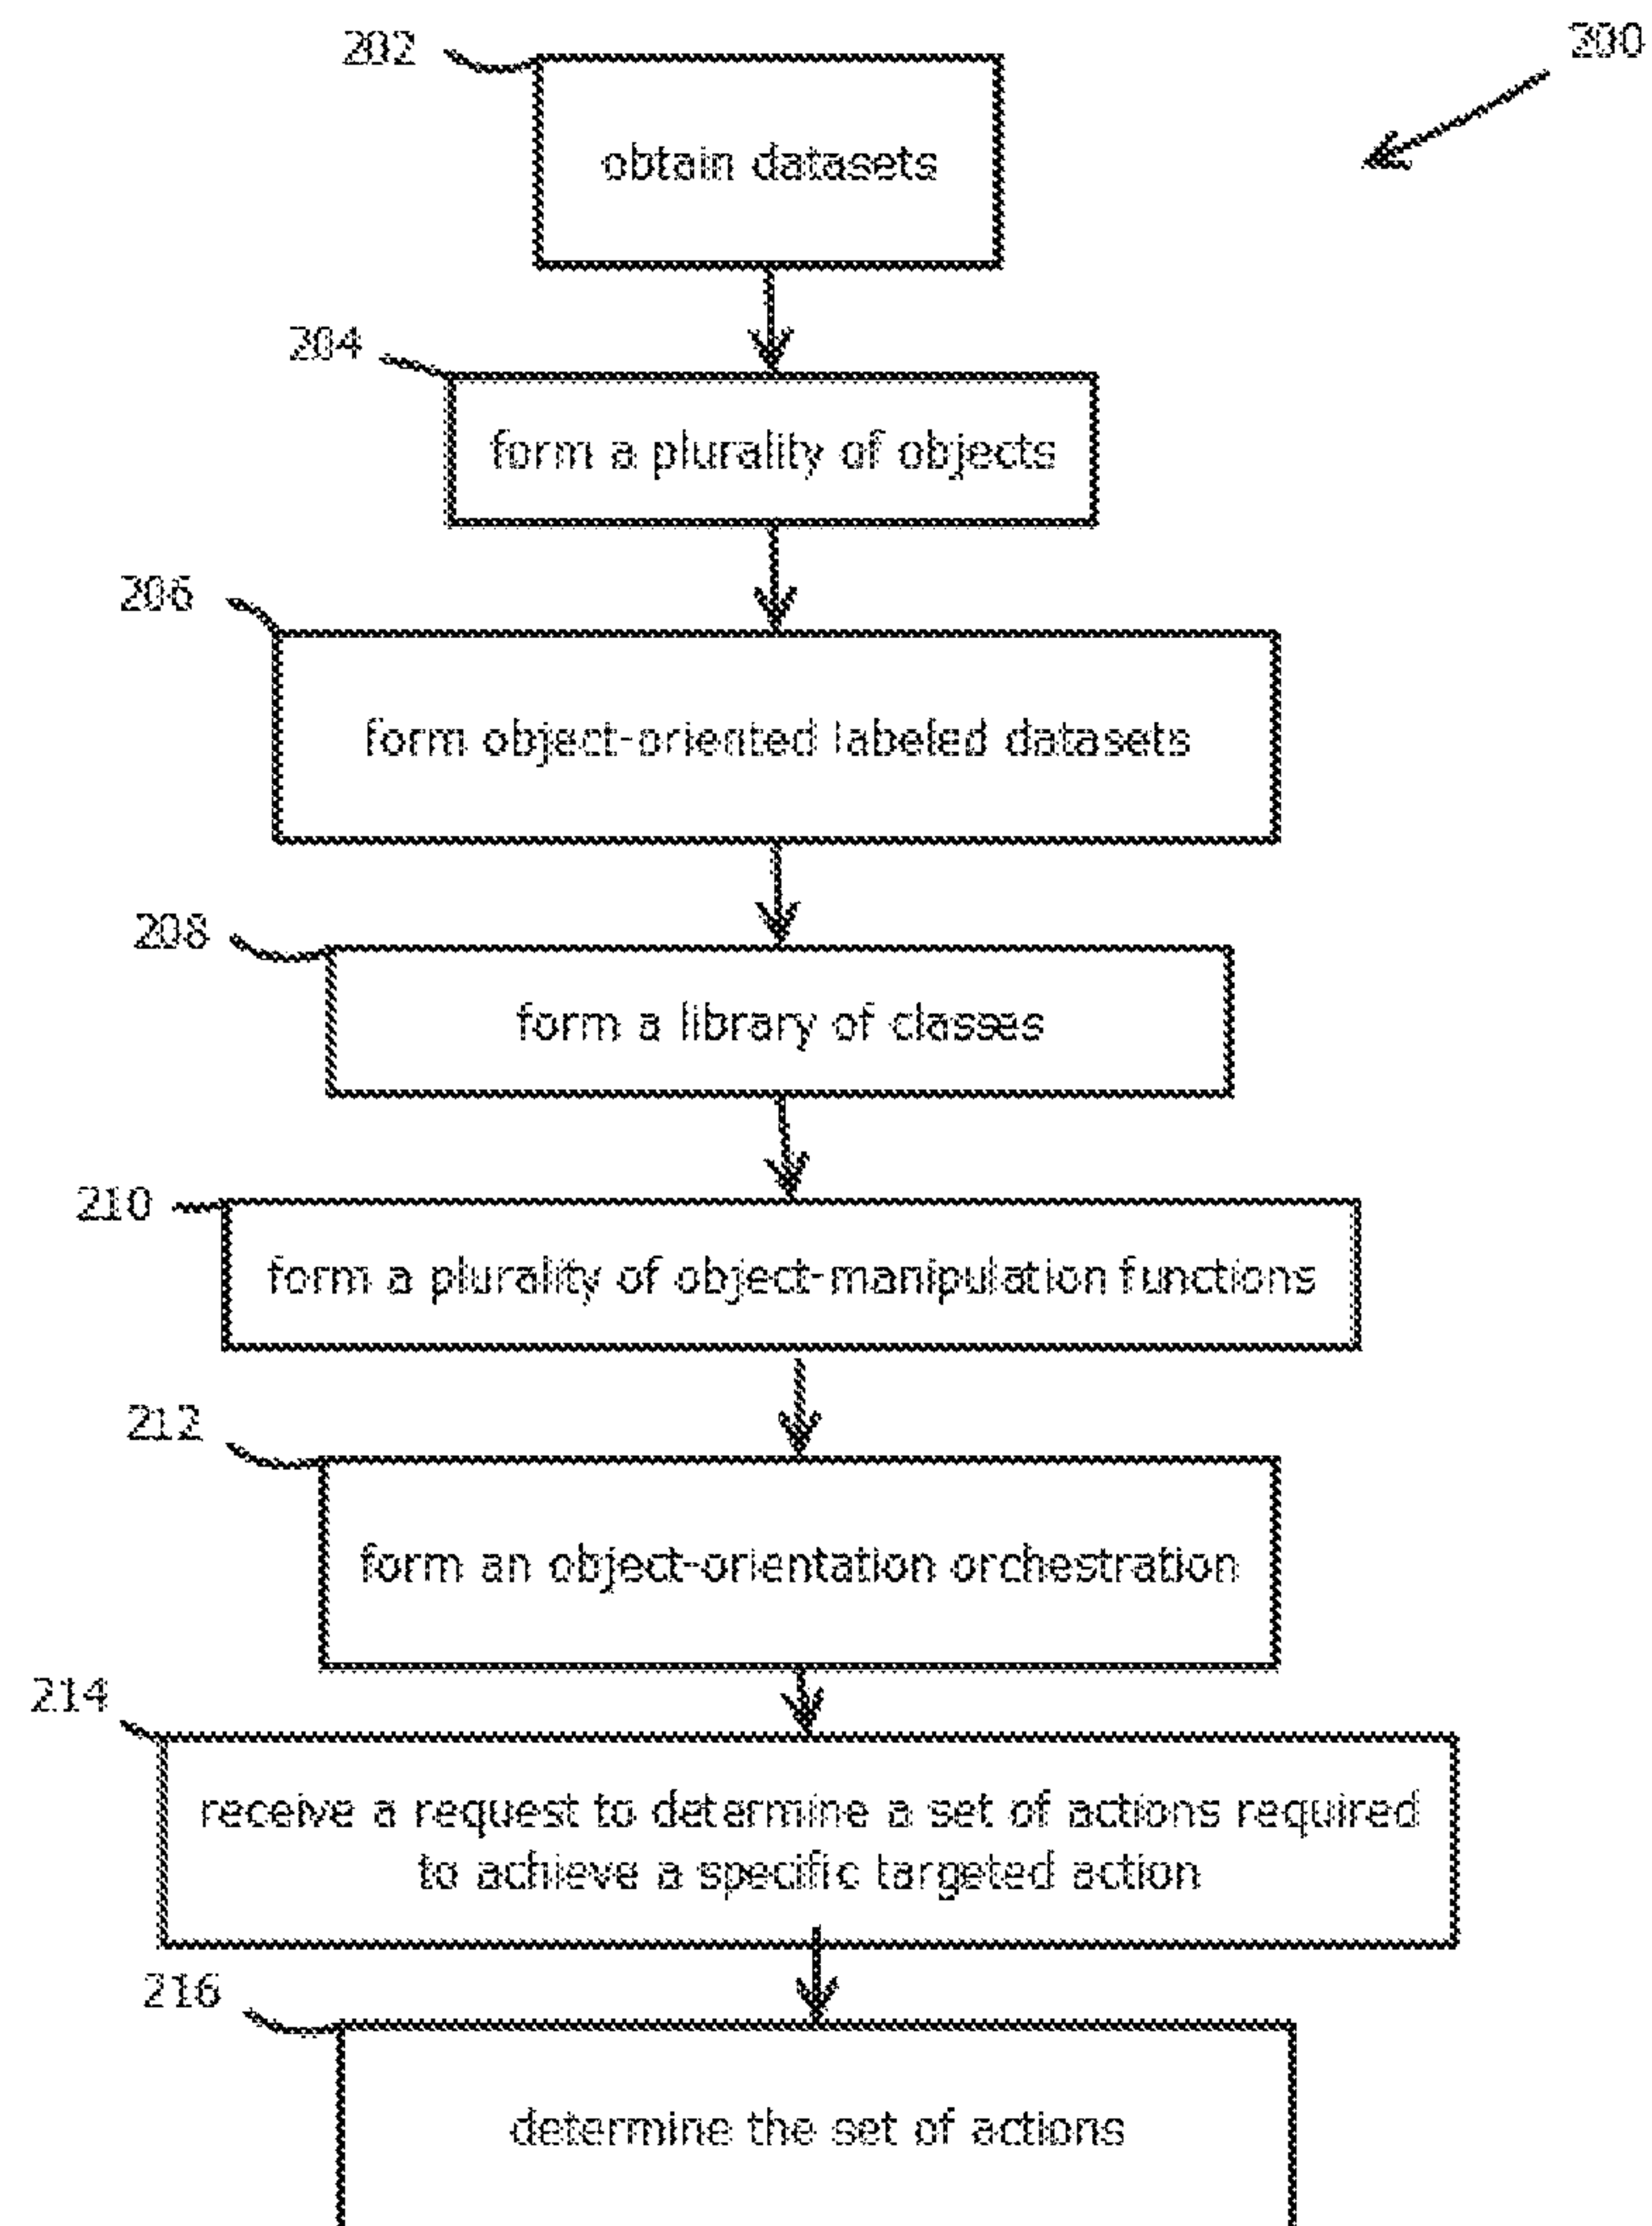 200
202
obtain datasets
204
form a plurality of objects
206
form object-oriented labeled datasets
208
form a library of classes
210
form a plurality of object-manipulation functions
212
form an object-orientation orchestration
214
receive a request to determine a set of actions required
to achieve a specific targeted action
216
determine the set of actions